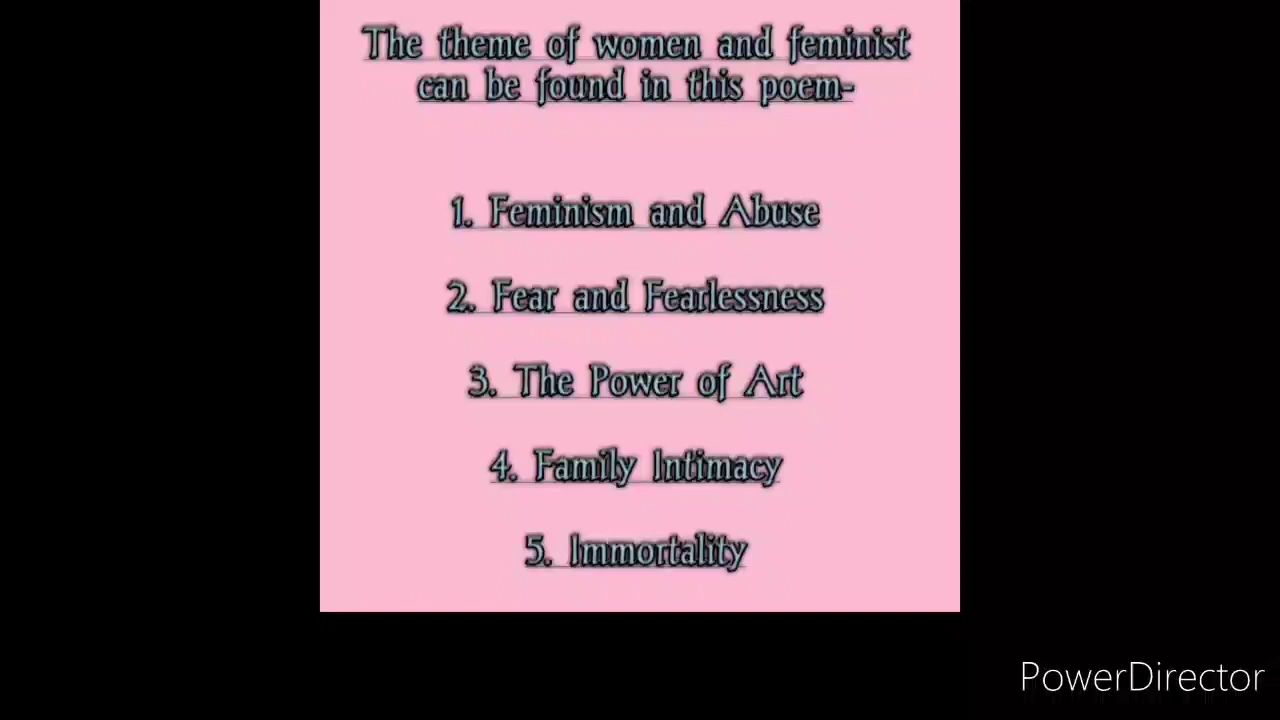 The theme of women and feminist
can be found in this poem-
1. Feminism and Abuse
2. Fear and Fearlessness
3. The Power of Art
4. Family Intimacy
5. Immortality
PowerDirector